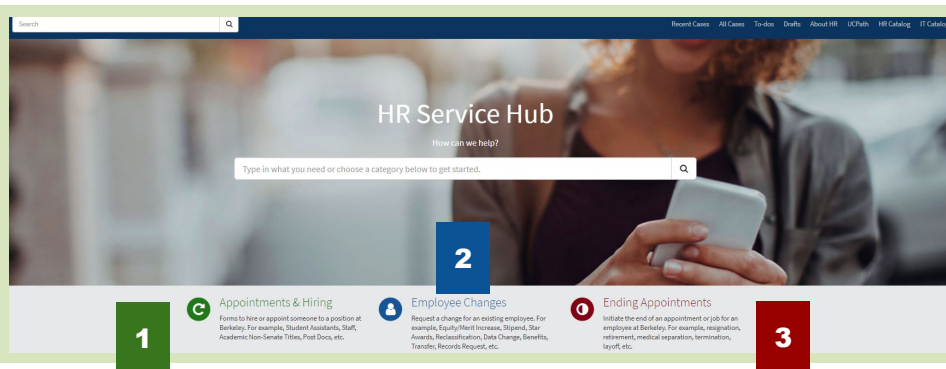 Search
Recent Cases All Cases To-dos Drafts About HR UCPath HR Catalog IT Catalo
HR Service Hub
How can we help?
Type in what you need or choose a category below to get started.
2
1
Appointments & Hiring
Forms to hire or appoint someone to a position at
Berkeley. For example, Student Assistants, Staff,
Academic Non-Senate Titles, Post Docs, etc.
Employee Changes
Request a change for an existing employee. For
example, Equity/Merit Increase, Stipend, Star
Awards, Reclassification, Data Change, Benefits,
Transfer, Records Request, etc.
Ending Appointments
Initiate the end of an appointment or job for an
employee at Berkeley. For example, resignation,
retirement, medical separation, termination,
layoff, etc.
3